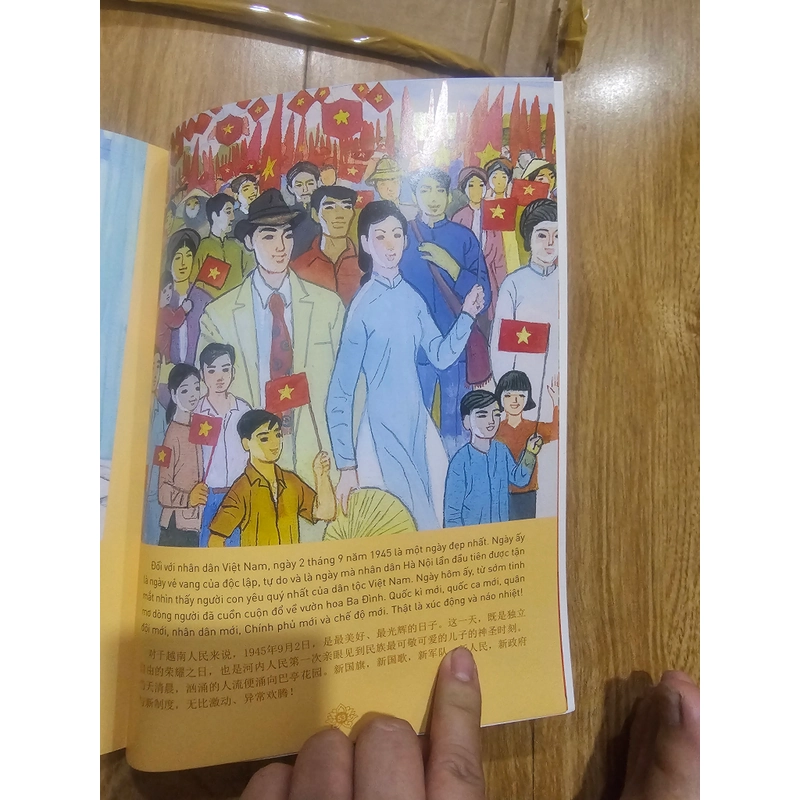 Đối với nhân dân Việt Nam, ngày 2 tháng 9 năm 1945 là một ngày đẹp nhất. Ngày ấy
là ngày vẻ vang của độc lập, tự do và là ngày mà nhân dân Hà Nội lần đầu tiên được tận
mắt nhìn thấy người con yêu quý nhất của dân tộc Việt Nam. Ngày hôm ấy, từ sớm tinh
mơ dòng người đã cuồn cuộn đổ về vườn hoa Ba Đình. Quốc kì mới, quốc ca mới, quân
đội mới, nhân dân mới, Chính phủ mới và chế độ mới. Thật là xúc động và náo nhiệt!
对于越南人民来说，1945年9月2日，是最美好、最光辉的日子。这一天，既是独立
自由的荣耀之日，也是河内人民第一次亲眼见到民族最可敬可爱的儿子的神圣时刻。
天清晨，汹涌的人流便涌向巴亭花园。新国旗，新国歌，新军队，人民，新政府
与新制度，无比激动、异常欢腾！